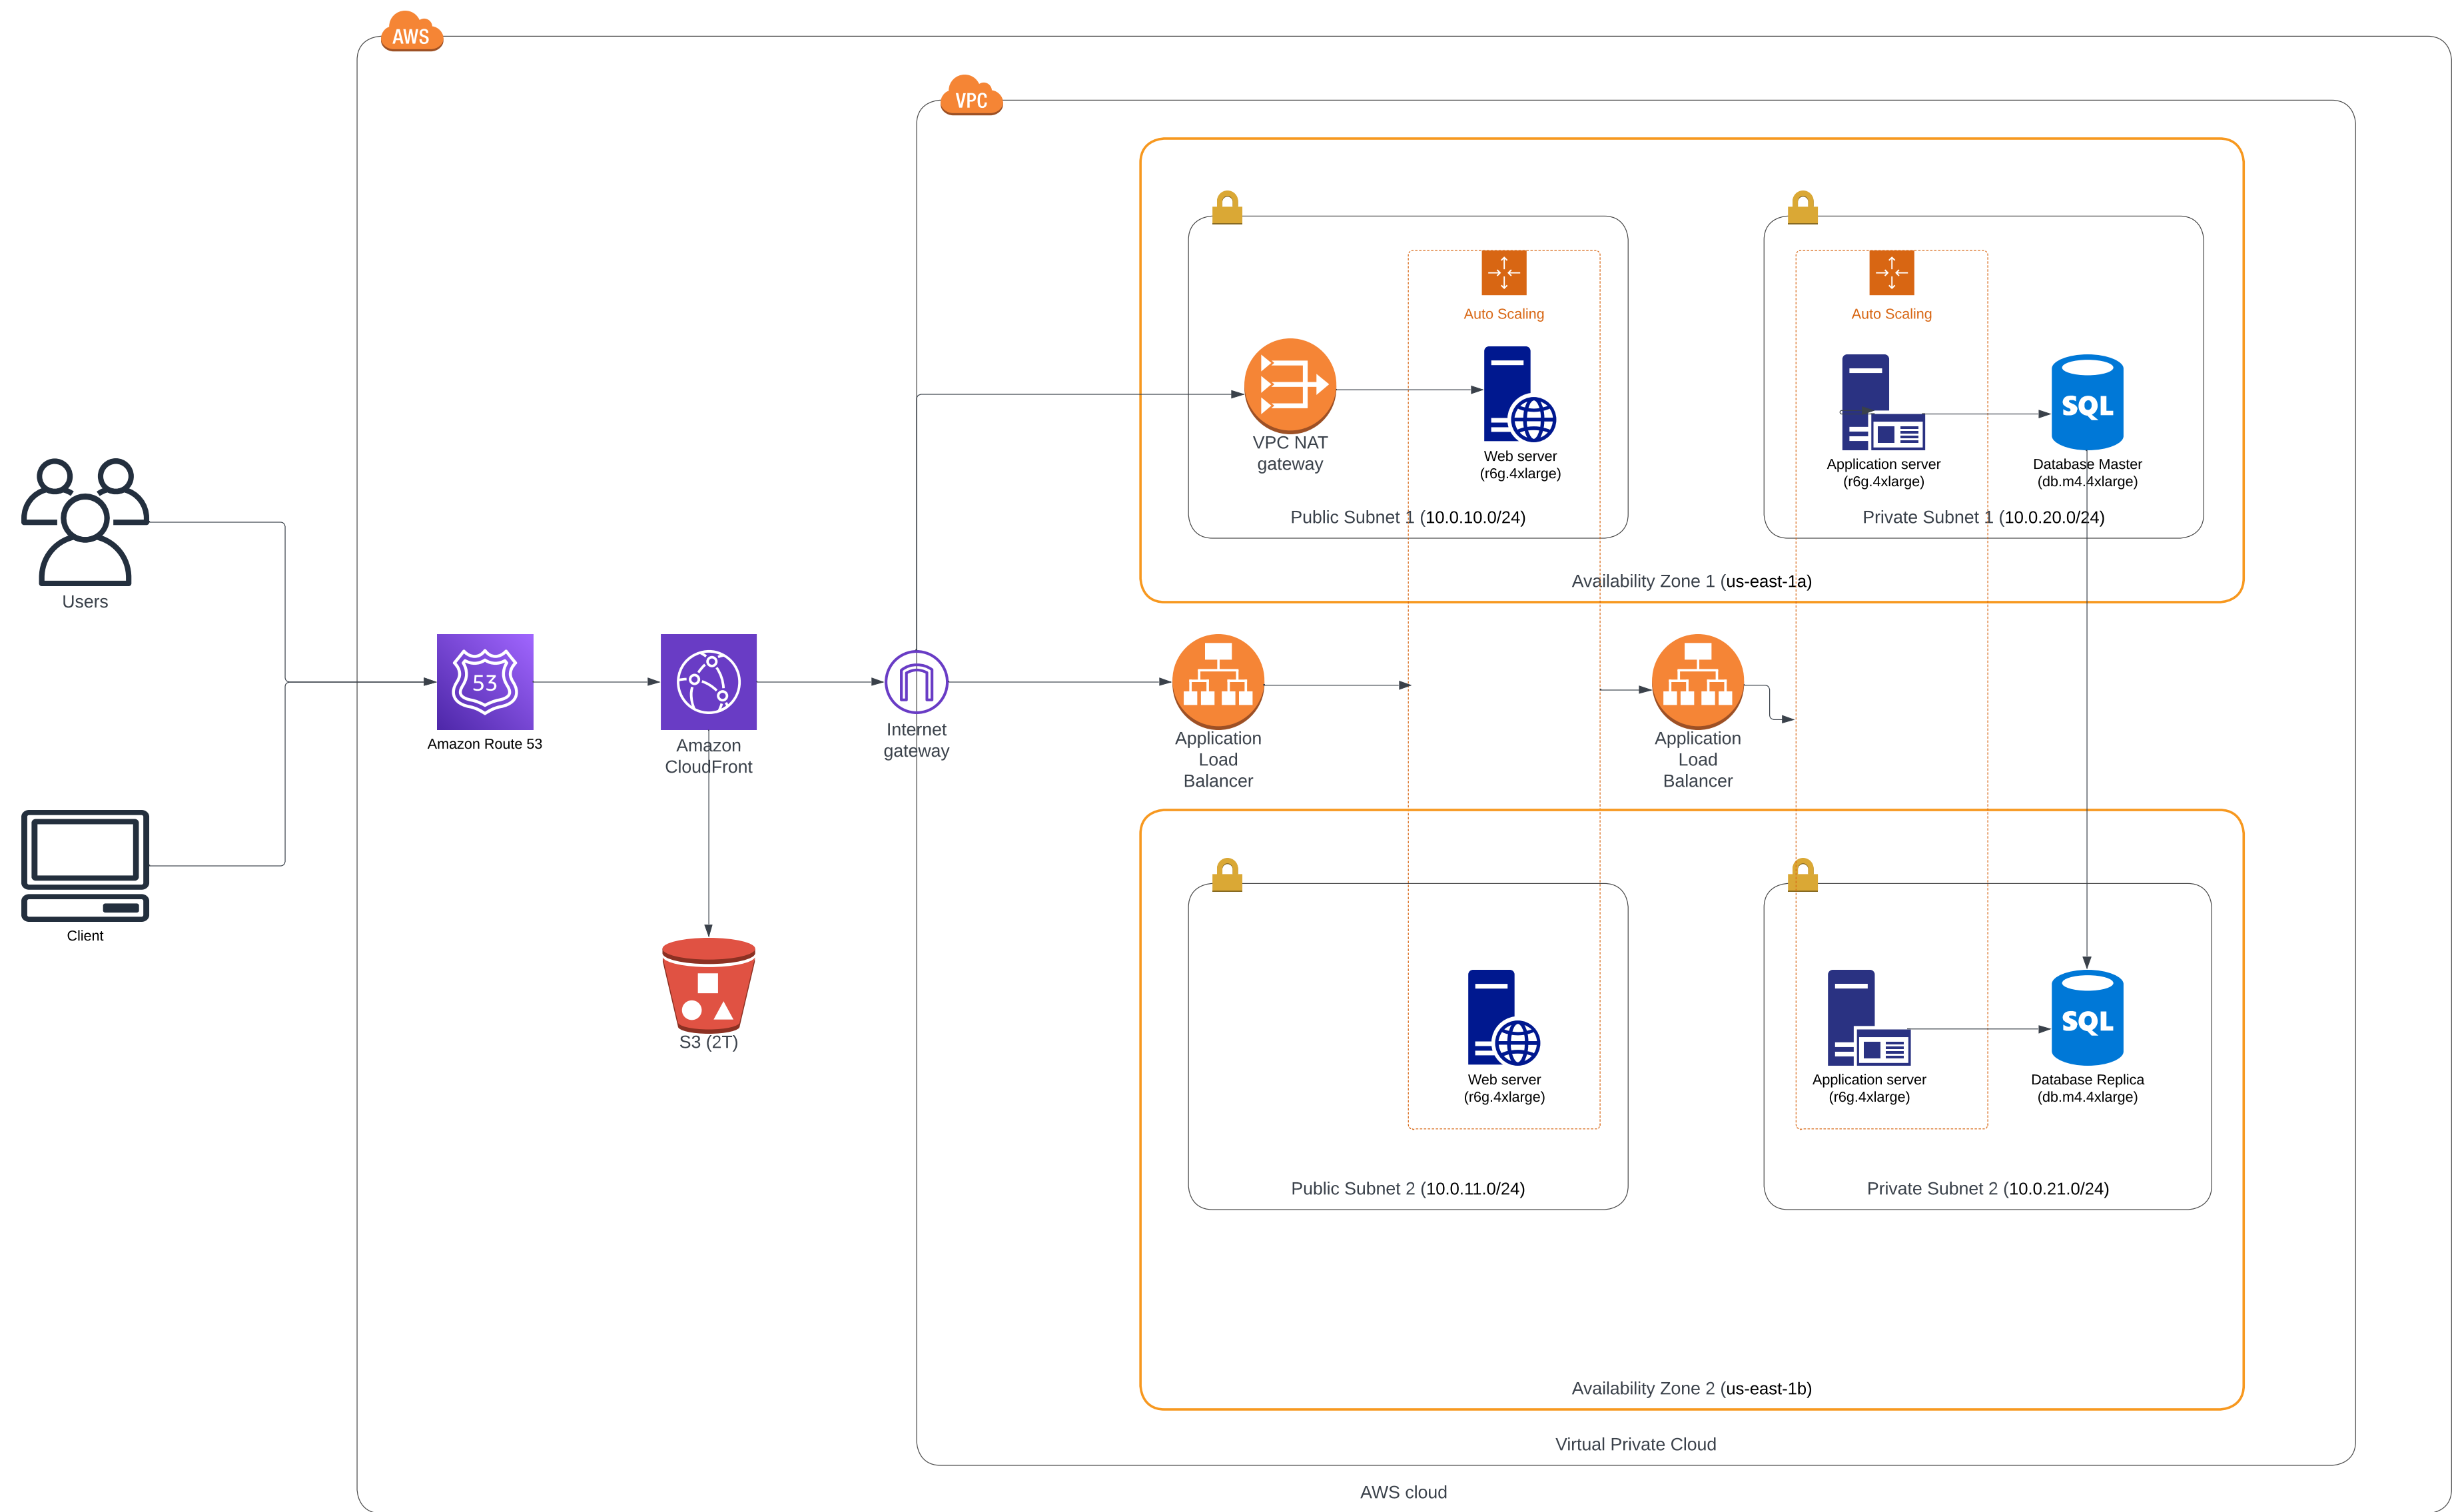 AWS
VPC
Auto Scaling
Auto Scaling
SQL
VPC NAT
gateway
Web server
(r6g.4xlarge)
Application server
(r6g.4xlarge)
Database Master
(db.m4.4xlarge)
Public Subnet 1 (10.0.10.0/24)
Private Subnet 1 (10.0.20.0/24)
Availability Zone 1 (us-east-1a)
Users
53
Amazon Route 53
Amazon
CloudFront
Internet
gateway
Application
Load
Balancer
Application
Load
Balancer
Client
S3 (2T)
SQL
Web server
(r6g.4xlarge)
Application server
(r6g.4xlarge)
Database Replica
(db.m4.4xlarge)
Public Subnet 2 (10.0.11.0/24)
Private Subnet 2 (10.0.21.0/24)
Availability Zone 2 (us-east-1b)
Virtual Private Cloud
AWS cloud